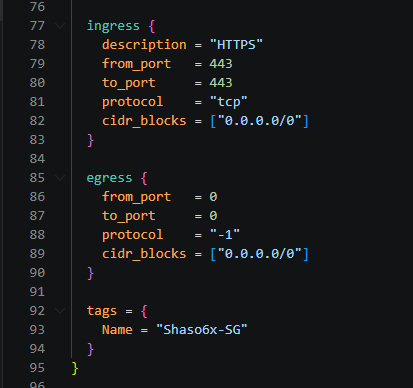 76
77 ingress {
78 description = "HTTPS"
79 from_port = 443
80 to_port = 443
81 protocol = "tcp"
82 cidr_blocks = ["0.0.0.0/0"]
83 }
84
85 egress {
86 from_port = 0
87 to_port = 0
88 protocol = "-1"
89 cidr_blocks = ["0.0.0.0/0"]
90 }
91
92 tags = {
93 Name = "Shaso6x-SG"
94 }
95 }
96